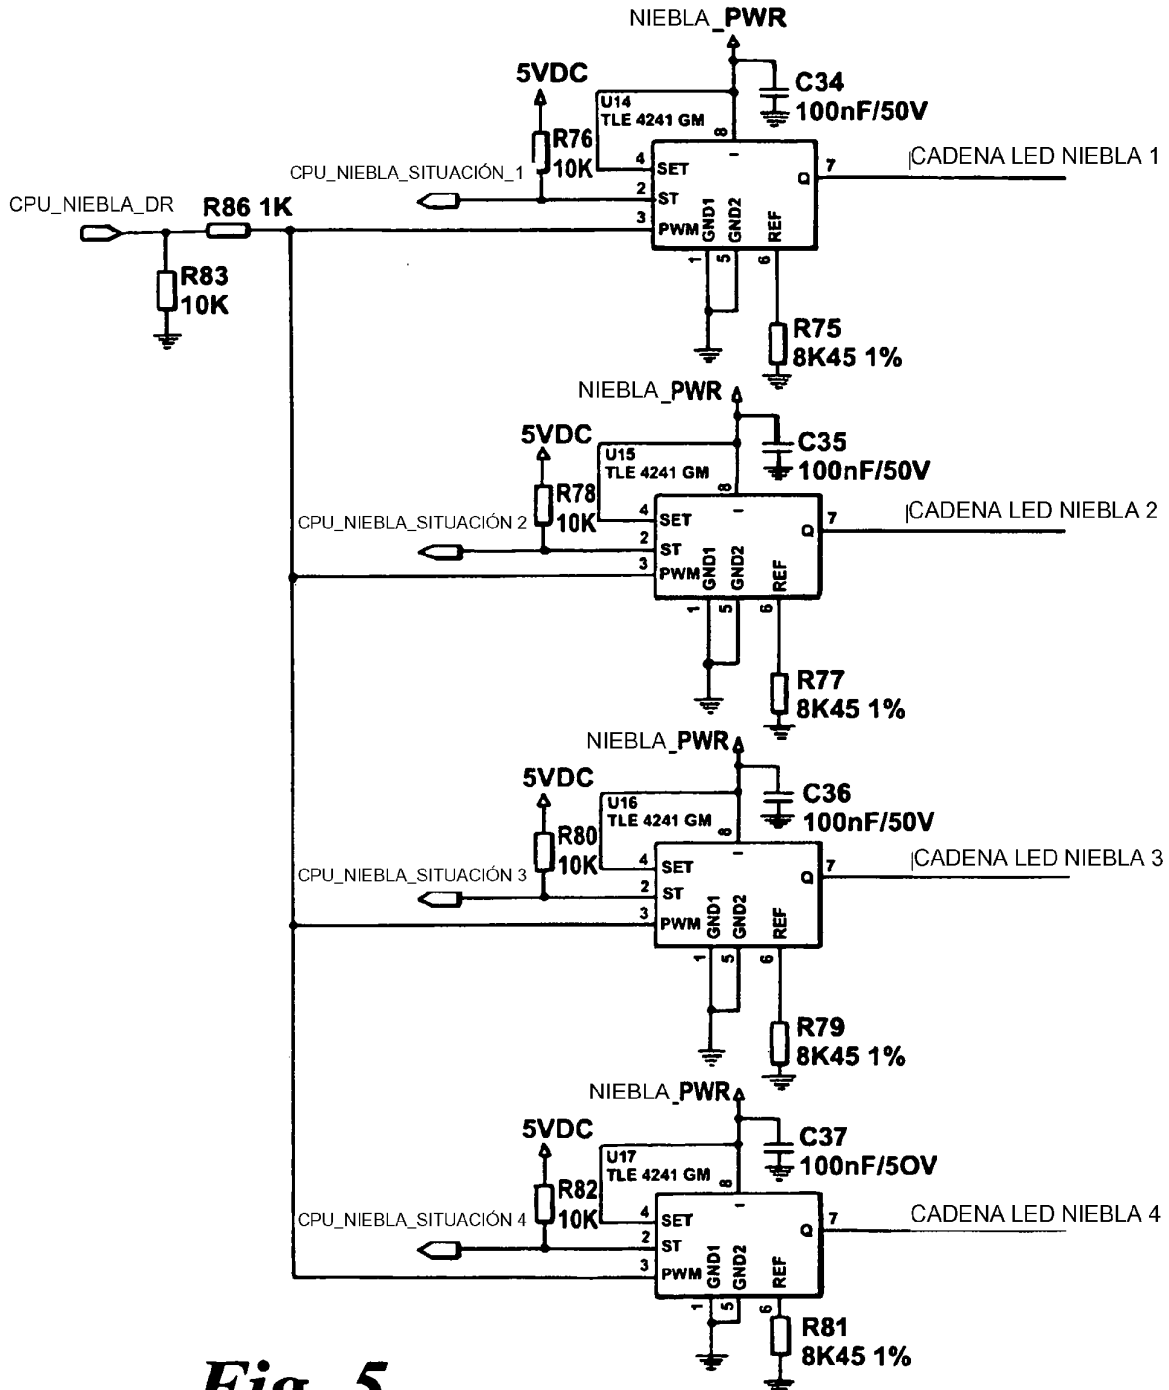 NIEBLA_PWR
5VDC
C34
100nF/50V
U14
TLE 4241 GM
R76
10K
8
I
CPU_NIEBLA_SITUACIÓN_1
4
SET
2
ST
3
PWM
GND1
GND2
REF
Q
7
CADENA LED NIEBLA 1
1
5
6
CPU_NIEBLA_DR
R86 1K
R83
10K
R75
8K45 1%
NIEBLA_PWR
5VDC
C35
100nF/50V
U15
TLE 4241 GM
R78
10K
8
I
CPU_NIEBLA_SITUACIÓN 2
4
SET
2
ST
3
PWM
GND1
GND2
REF
Q
7
CADENA LED NIEBLA 2
1
5
6
R77
8K45 1%
NIEBLA_PWR
5VDC
C36
100nF/50V
U16
TLE 4241 GM
R80
10K
8
I
CPU_NIEBLA_SITUACIÓN 3
4
SET
2
ST
3
PWM
GND1
GND2
REF
Q
7
CADENA LED NIEBLA 3
1
5
6
R79
8K45 1%
NIEBLA_PWR
5VDC
C37
100nF/5OV
U17
TLE 4241 GM
R82
10K
8
I
CPU_NIEBLA_SITUACIÓN 4
4
SET
2
ST
3
PWM
GND1
GND2
REF
Q
7
CADENA LED NIEBLA 4
1
5
6
R81
8K45 1%
Fig. 5